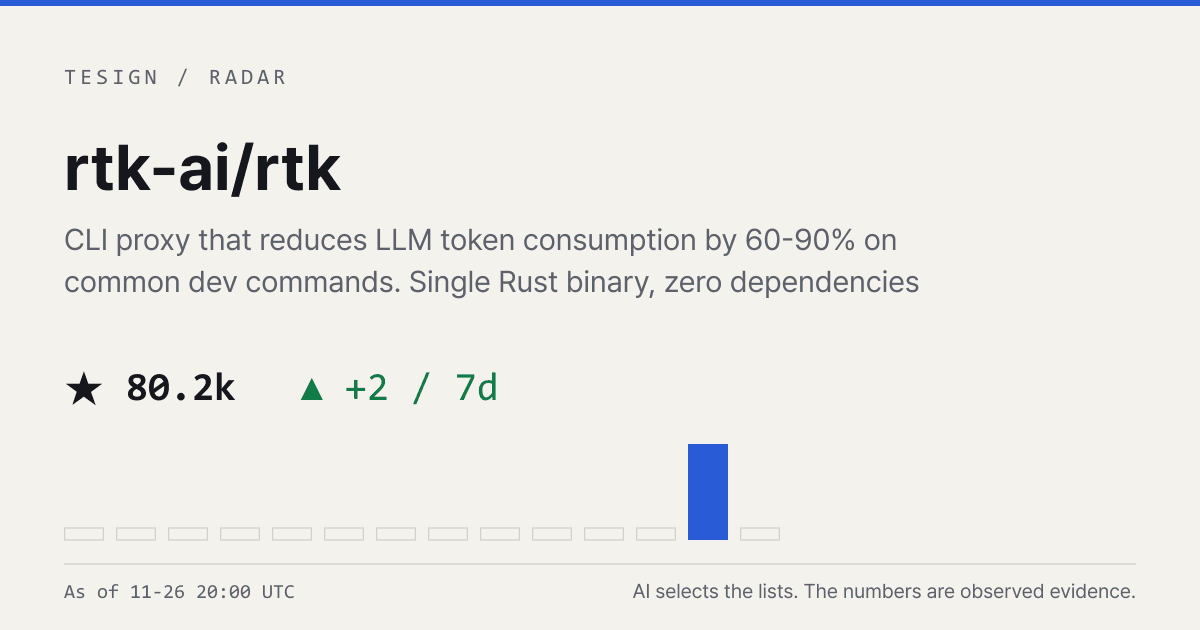 TESIGN / RADAR
rtk-ai/rtk
CLI proxy that reduces LLM token consumption by 60-90% on
common dev commands. Single Rust binary, zero dependencies
★ 80.2k ▲ +2 / 7d
As of 11-26 20:00 UTC
AI selects the lists. The numbers are observed evidence.